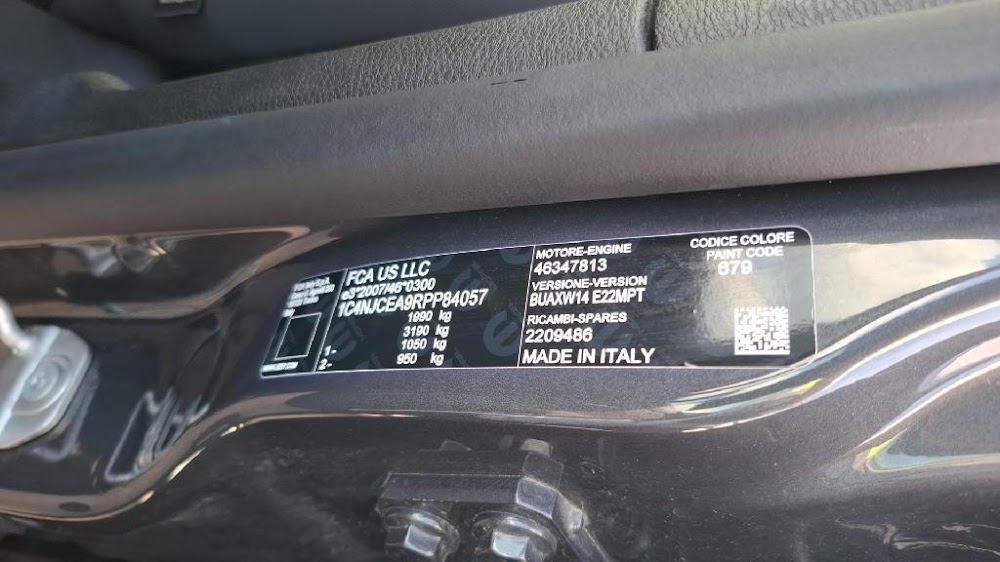 FCA US LLC
e3*2007/46*0300
1C4NJCEA9RPP84057
1990 kg
3190 kg
1- 1050 kg
2- 950 kg
MOTORE-ENGINE
46347813
VERSIONE-VERSION
BUAXW14 E22MPT
RICAMBI-SPARES
2209486
MADE IN ITALY
CODICE COLORE
PAINT CODE
679